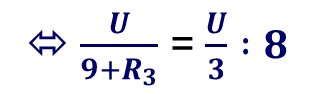 ⇔ U/(9+R₃) = U/3 : 8